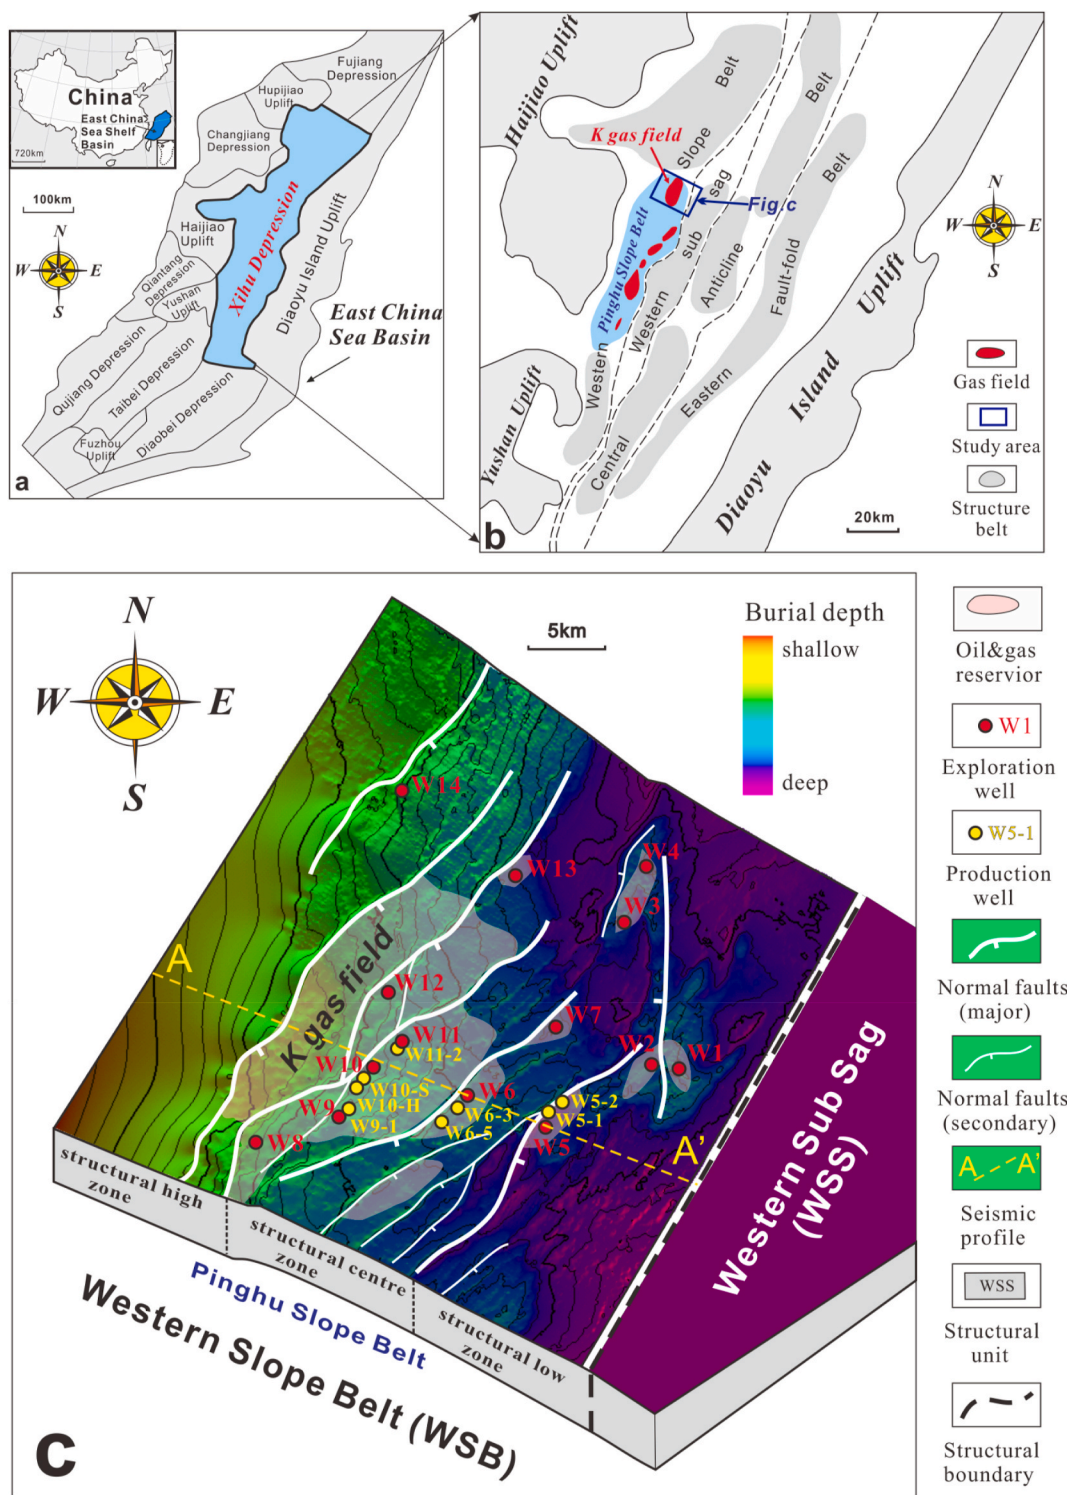 China
East China
Sea Shelf
Basin
720km
100km
N
W
E
S
Fujiang
Depression
Hupijiao
Uplift
Changjiang
Depression
Haijiao
Uplift
Xihu Depression
Diaoyu Island Uplift
Qiantang
Depression
Yushan
Uplift
East China
Sea Basin
Qujiang Depression
Taibei Depression
Diaobei Depression
Fuzhou
Uplift
a
Haijiao Uplift
Belt
Belt
K gas field
Slope
Belt
sag
Fig.c
N
W
E
S
Pinghu Slope Belt
sub
Anticline
Fault-fold
Uplift
Western
Western
Island
Yushan Uplift
Eastern
Central
Diaoyu
Gas field
Study area
Structure
belt
20km
b
N
W
E
S
5km
Burial depth
shallow
deep
W14
W4
W13
W3
A
K gas field
W12
W7
W11
W11-2
W2
W1
W10
W10-S
W6
W10-H
W5-2
W9
W6-3
W5-1
W9-1
W6-5
W5
W8
A'
structural high
zone
structural centre
zone
structural low
zone
Pinghu Slope Belt
Western Slope Belt (WSB)
Western Sub Sag
(WSS)
c
Oil&gas
reservior
W1
Exploration
well
W5-1
Production
well
Normal faults
(major)
Normal faults
(secondary)
A A'
Seismic
profile
WSS
Structural
unit
Structural
boundary